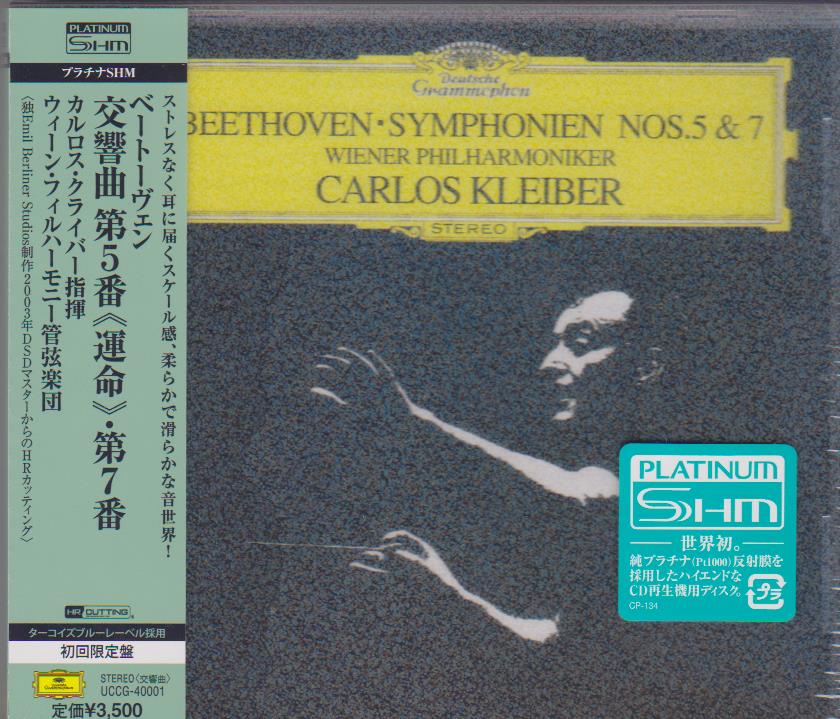 PLATINUM
SHM
プラチナSHM
ストレスなく耳に届くスケール感、柔らかで滑らかな音世界！
ベートーヴェン
交響曲 第5番《運命》・第7番
カルロス・クライバー指揮
ウィーン・フィルハーモニー管弦楽団
〈独Emil Berliner Studios制作2003年DSDマスターからのHRカッティング〉
HR CUTTING
ターコイズブルーレーベル採用
初回限定盤
STEREO〈交響曲〉
UCCG-40001
定価¥3,500
Deutsche
Grammophon
BEETHOVEN·SYMPHONIEN NOS.5 & 7
WIENER PHILHARMONIKER
CARLOS KLEIBER
STEREO
PLATINUM
SHM
世界初。
純プラチナ(Pt1000)反射膜を
採用したハイエンドな
CD再生機用ディスク。
CP-134
プラ